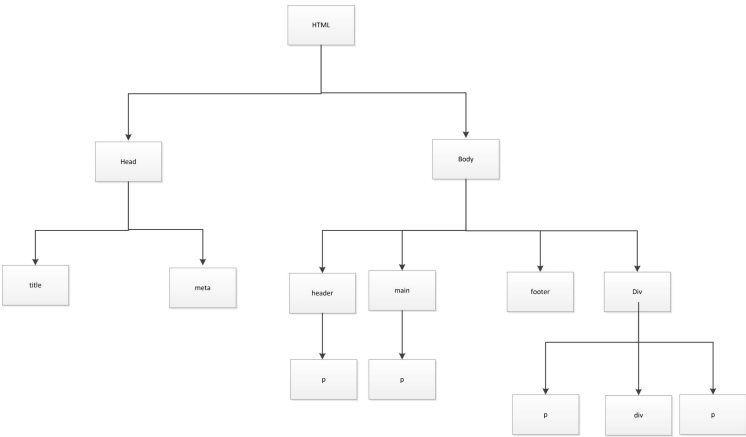 HTML
Head
Body
title
meta
header
main
footer
Div
p
p
p
div
p